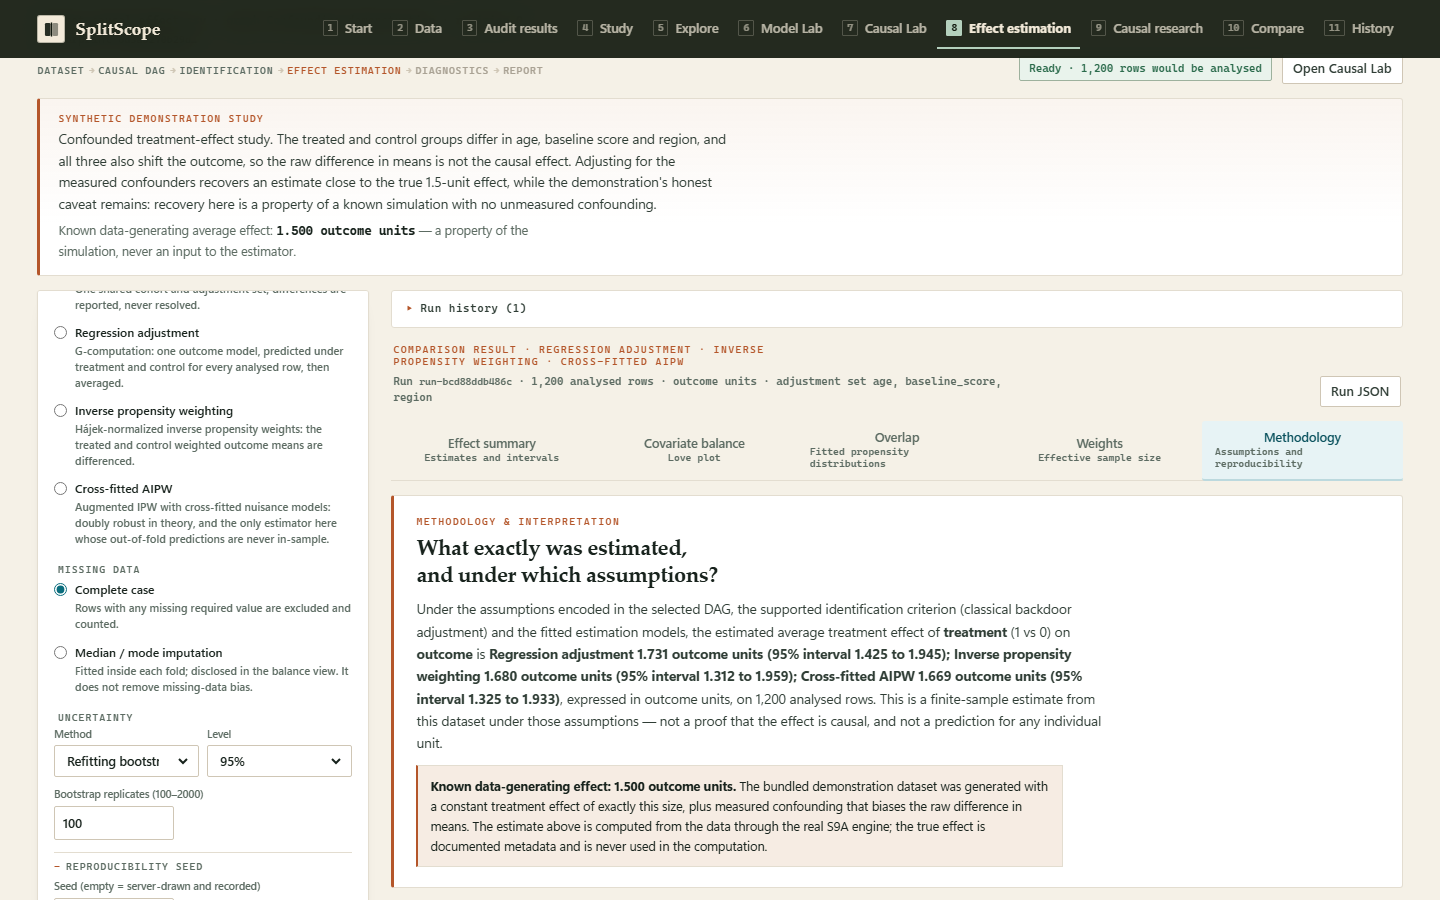 SplitScope
1 Start
2 Data
3 Audit results
4 Study
5 Explore
6 Model Lab
7 Causal Lab
8 Effect estimation
9 Causal research
10 Compare
11 History
DATASET → CAUSAL DAG → IDENTIFICATION → EFFECT ESTIMATION → DIAGNOSTICS → REPORT
Ready · 1,200 rows would be analysed
Open Causal Lab
SYNTHETIC DEMONSTRATION STUDY
Confounded treatment-effect study. The treated and control groups differ in age, baseline score and region, and
all three also shift the outcome, so the raw difference in means is not the causal effect. Adjusting for the
measured confounders recovers an estimate close to the true 1.5-unit effect, while the demonstration's honest
caveat remains: recovery here is a property of a known simulation with no unmeasured confounding.
Known data-generating average effect: 1.500 outcome units — a property of the
simulation, never an input to the estimator.
One shared cohort and adjustment set; differences are
reported, never resolved.
Regression adjustment
G-computation: one outcome model, predicted under
treatment and control for every analysed row, then
averaged.
Inverse propensity weighting
Hájek-normalized inverse propensity weights: the
treated and control weighted outcome means are
differenced.
Cross-fitted AIPW
Augmented IPW with cross-fitted nuisance models:
doubly robust in theory, and the only estimator here
whose out-of-fold predictions are never in-sample.
MISSING DATA
Complete case
Rows with any missing required value are excluded and
counted.
Median / mode imputation
Fitted inside each fold; disclosed in the balance view. It
does not remove missing-data bias.
UNCERTAINTY
Method
Level
Refitting bootstr
95%
Bootstrap replicates (100–2000)
100
– REPRODUCIBILITY SEED
Seed (empty = server-drawn and recorded)
▸ Run history (1)
COMPARISON RESULT · REGRESSION ADJUSTMENT · INVERSE
PROPENSITY WEIGHTING · CROSS-FITTED AIPW
Run run-bcd88ddb486c · 1,200 analysed rows · outcome units · adjustment set age, baseline_score,
region
Run JSON
Effect summary
Estimates and intervals
Covariate balance
Love plot
Overlap
Fitted propensity
distributions
Weights
Effective sample size
Methodology
Assumptions and
reproducibility
METHODOLOGY & INTERPRETATION
What exactly was estimated,
and under which assumptions?
Under the assumptions encoded in the selected DAG, the supported identification criterion (classical backdoor
adjustment) and the fitted estimation models, the estimated average treatment effect of treatment (1 vs 0) on
outcome is Regression adjustment 1.731 outcome units (95% interval 1.425 to 1.945); Inverse propensity
weighting 1.680 outcome units (95% interval 1.312 to 1.959); Cross-fitted AIPW 1.669 outcome units (95%
interval 1.325 to 1.933), expressed in outcome units, on 1,200 analysed rows. This is a finite-sample estimate from
this dataset under those assumptions — not a proof that the effect is causal, and not a prediction for any individual
unit.
Known data-generating effect: 1.500 outcome units. The bundled demonstration dataset was generated with
a constant treatment effect of exactly this size, plus measured confounding that biases the raw difference in
means. The estimate above is computed from the data through the real S9A engine; the true effect is
documented metadata and is never used in the computation.